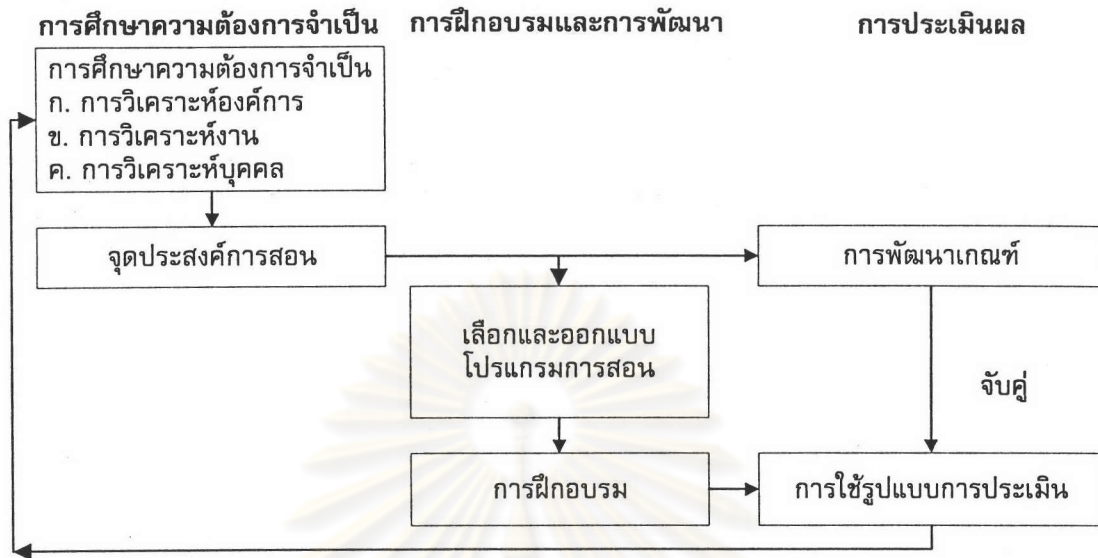 การศึกษาความต้องการจำเป็น
การฝึกอบรมและการพัฒนา
การประเมินผล
การศึกษาความต้องการจำเป็น
ก. การวิเคราะห์องค์การ
ข. การวิเคราะห์งาน
ค. การวิเคราะห์บุคคล
จุดประสงค์การสอน
การพัฒนาเกณฑ์
เลือกและออกแบบ
โปรแกรมการสอน
จับคู่
การฝึกอบรม
การใช้รูปแบบการประเมิน